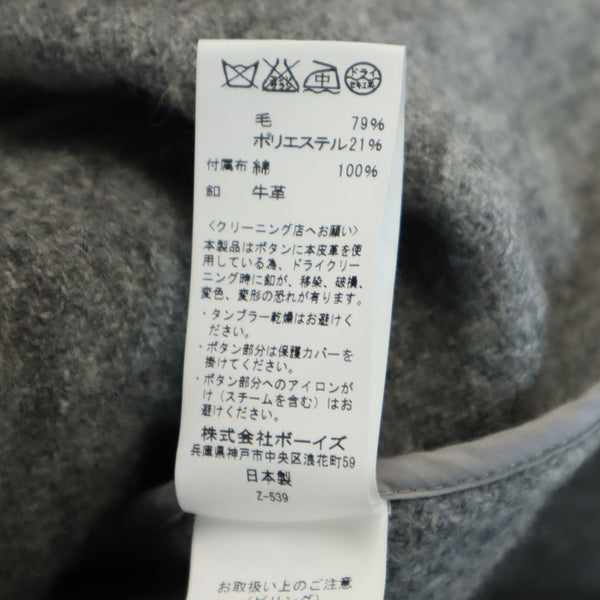 中 ドライ
毛 79%
ポリエステル21%
付属布 綿 100%
釦 牛革
〈クリーニング店へお願い〉
本製品はボタンに本皮革を使
用している為、ドライクリー
ニング時に釦が、移染、破損、
変色、変形の恐れが有ります。
・タンブラー乾燥はお避けく
ださい。
・ボタン部分は保護カバーを
掛けてください。
・ボタン部分へのアイロンが
け(スチームを含む)はお
避けください。
株式会社ボーイズ
兵庫県神戸市中央区浪花町59
日本製
Z-539
お取扱い上のご注意